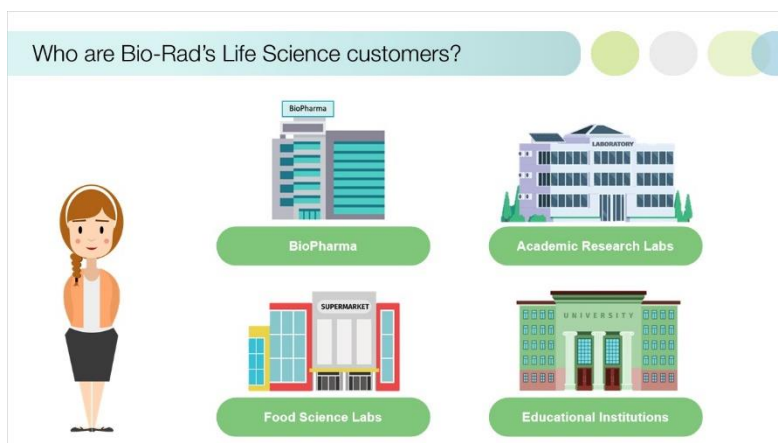 Who are Bio-Rad's Life Science customers?
BioPharma
LABORATORY
BioPharma
Academic Research Labs
SUPERMARKET
UNIVERSITY
Food Science Labs
Educational Institutions